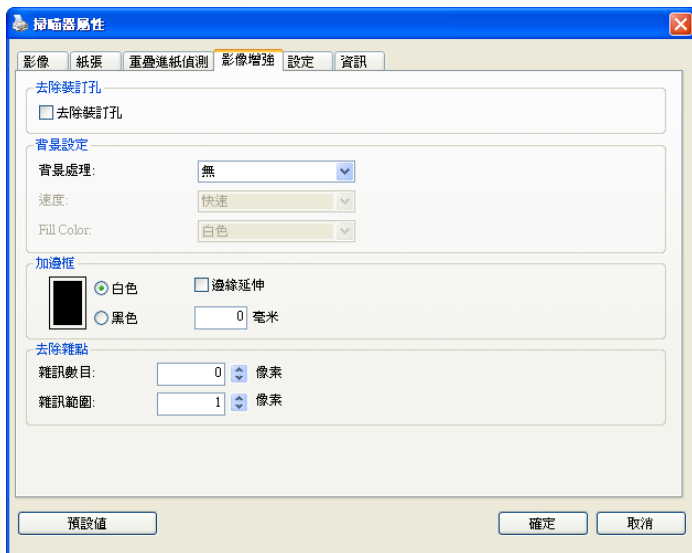 掃瞄器屬性
影像 紙張 重疊進紙偵測 影像增強 設定 資訊
去除裝訂孔
去除裝訂孔
背景設定
背景處理: 無
速度: 快速
Fill Color: 白色
加邊框
白色 邊緣延伸
黑色 0 毫米
去除雜點
雜訊數目: 0 像素
雜訊範圍: 1 像素
預設值 確定 取消